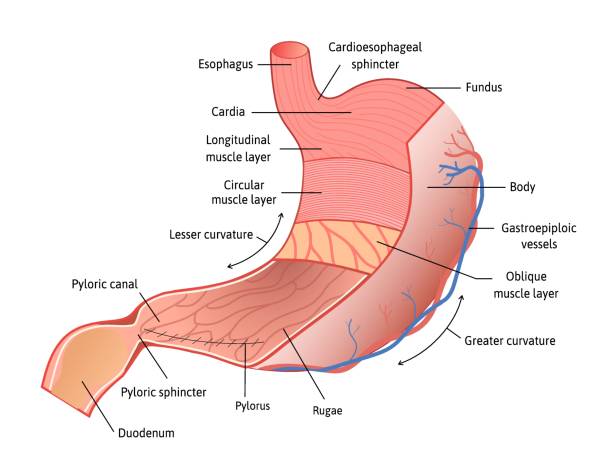 Cardioesophageal
sphincter
Esophagus
Fundus
Cardia
Longitudinal
muscle layer
Circular
muscle layer
Body
Lesser curvature
Gastroepiploic
vessels
Oblique
muscle layer
Pyloric canal
Greater curvature
Pyloric sphincter
Pylorus
Rugae
Duodenum